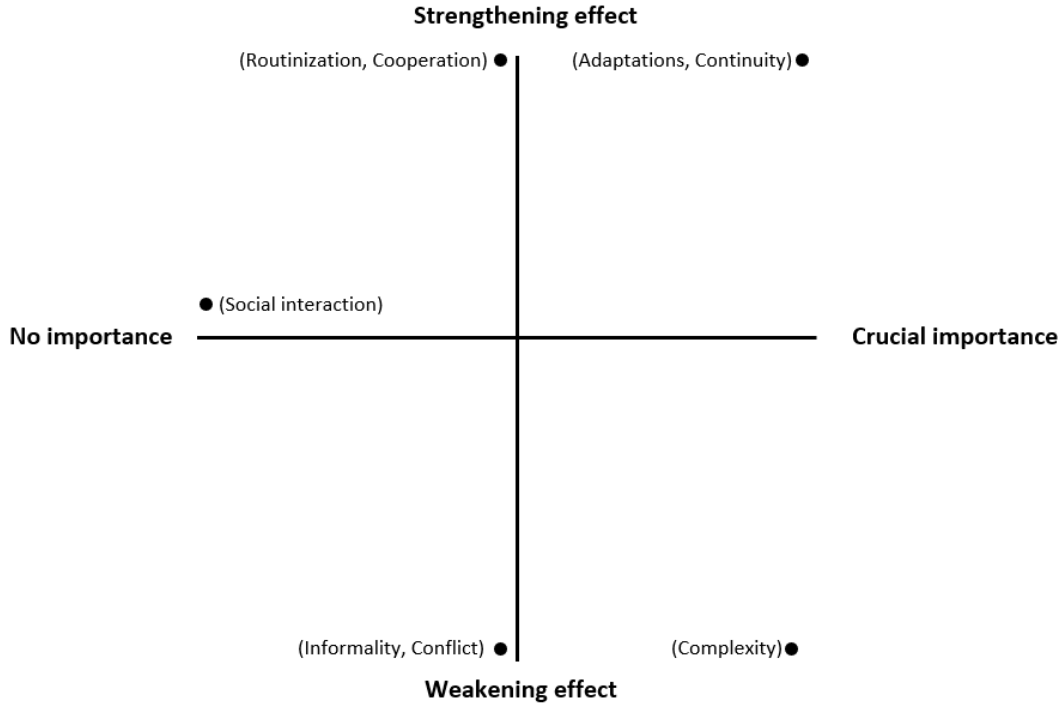 Strengthening effect
(Routinization, Cooperation)
(Adaptations, Continuity)
(Social interaction)
No importance
Crucial importance
(Informality, Conflict)
(Complexity)
Weakening effect